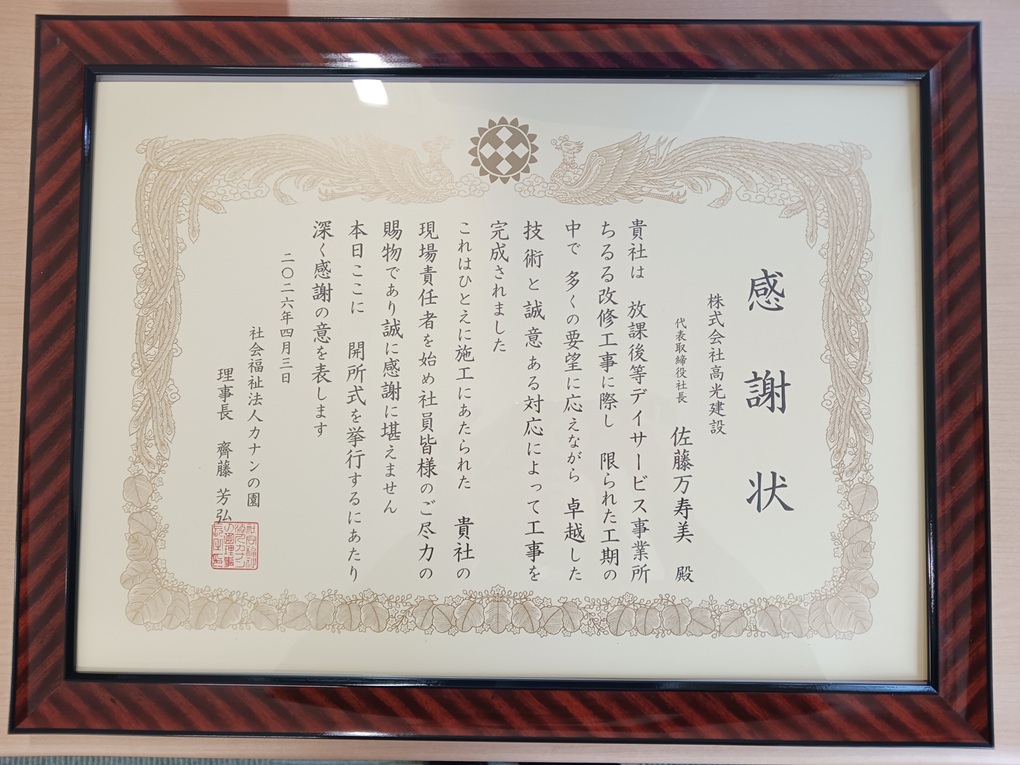 感謝状
株式会社高光建設
代表取締役社長 佐藤万寿美 殿
貴社は 放課後等デイサービス事業所
ちるる改修工事に際し 限られた工期の
中で 多くの要望に応えながら 卓越した
技術と誠意ある対応によって工事を
完成されました
これはひとえに施工にあたられた 貴社の
現場責任者を始め社員皆様のご尽力の
賜物であり誠に感謝に堪えません
本日ここに 開所式を挙行するにあたり
深く感謝の意を表します
二〇二六年四月三日
社会福祉法人カナンの園
理事長 齊藤 芳弘